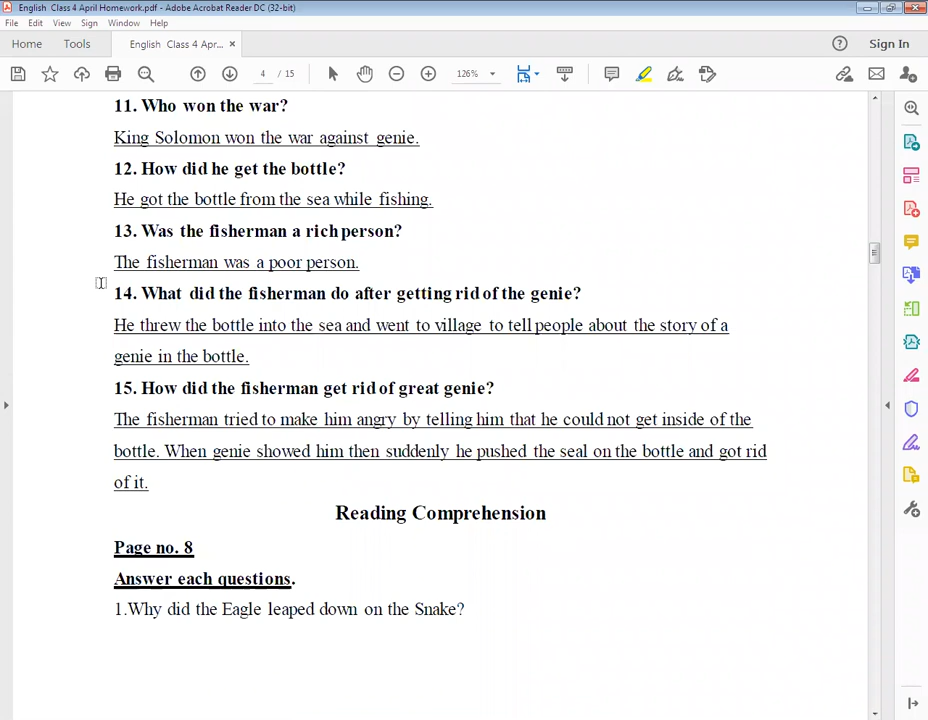 English Class 4 April Homework.pdf - Adobe Acrobat Reader DC (32-bit)
File Edit View Sign Window Help
Home Tools English Class 4 Apr... × Sign In
4 / 15 126%
11. Who won the war?
King Solomon won the war against genie.
12. How did he get the bottle?
He got the bottle from the sea while fishing.
13. Was the fisherman a rich person?
The fisherman was a poor person.
14. What did the fisherman do after getting rid of the genie?
He threw the bottle into the sea and went to village to tell people about the story of a
genie in the bottle.
15. How did the fisherman get rid of great genie?
The fisherman tried to make him angry by telling him that he could not get inside of the
bottle. When genie showed him then suddenly he pushed the seal on the bottle and got rid
of it.
Reading Comprehension
Page no. 8
Answer each questions.
1.Why did the Eagle leaped down on the Snake?